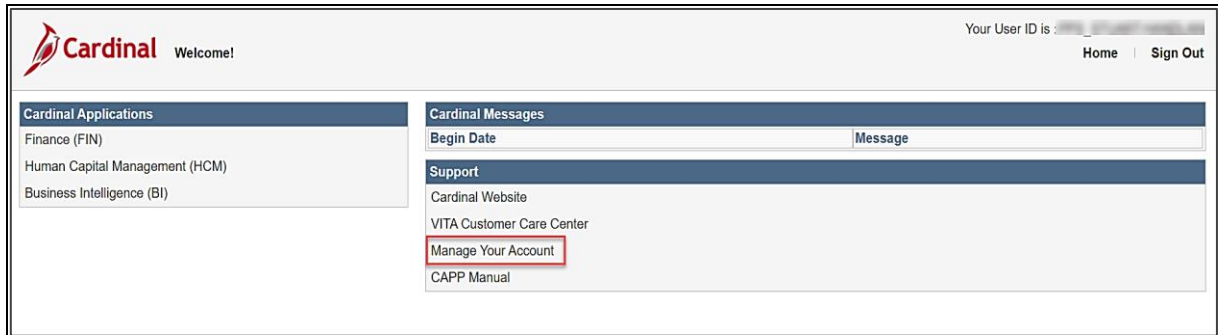 Your User ID is :
Cardinal Welcome!
Home Sign Out
Cardinal Applications
Finance (FIN)
Human Capital Management (HCM)
Business Intelligence (BI)
Cardinal Messages
Begin Date Message
Support
Cardinal Website
VITA Customer Care Center
Manage Your Account
CAPP Manual